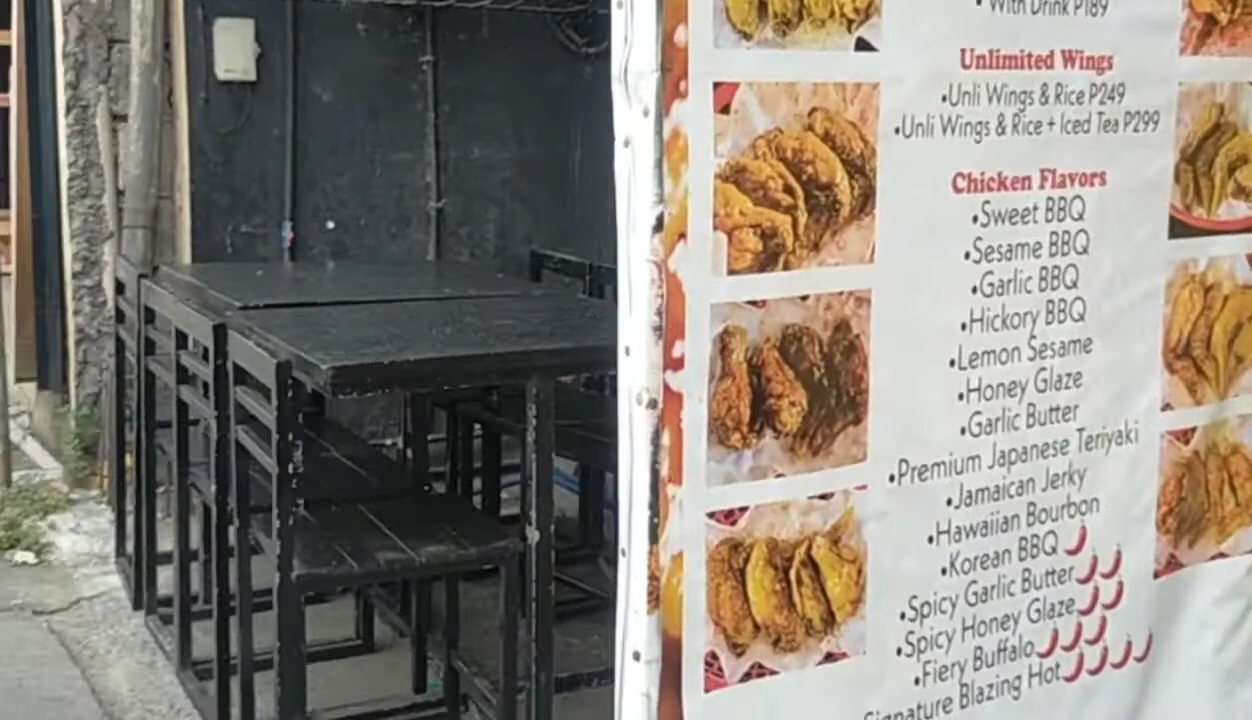 • With Drink P189
Unlimited Wings
•Unli Wings & Rice P249
•Unli Wings & Rice + Iced Tea P299
Chicken Flavors
•Sweet BBQ
•Sesame BBQ
•Garlic BBQ
•Hickory BBQ
•Lemon Sesame
•Honey Glaze
•Garlic Butter
•Premium Japanese Teriyaki
•Jamaican Jerky
•Hawaiian Bourbon
•Korean BBQ
•Spicy Garlic Butter
•Spicy Honey Glaze
•Fiery Buffalo
Signature Blazing Hot